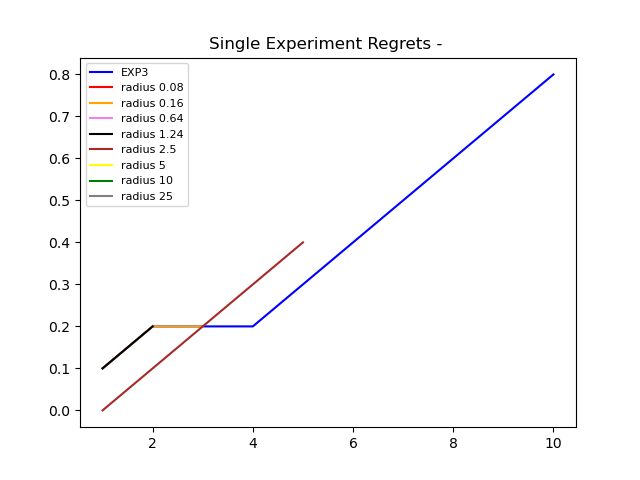 Single Experiment Regrets -
EXP3
radius 0.08
radius 0.16
radius 0.64
radius 1.24
radius 2.5
radius 5
radius 10
radius 25
0.8
0.7
0.6
0.5
0.4
0.3
0.2
0.1
0.0
2 4 6 8 10